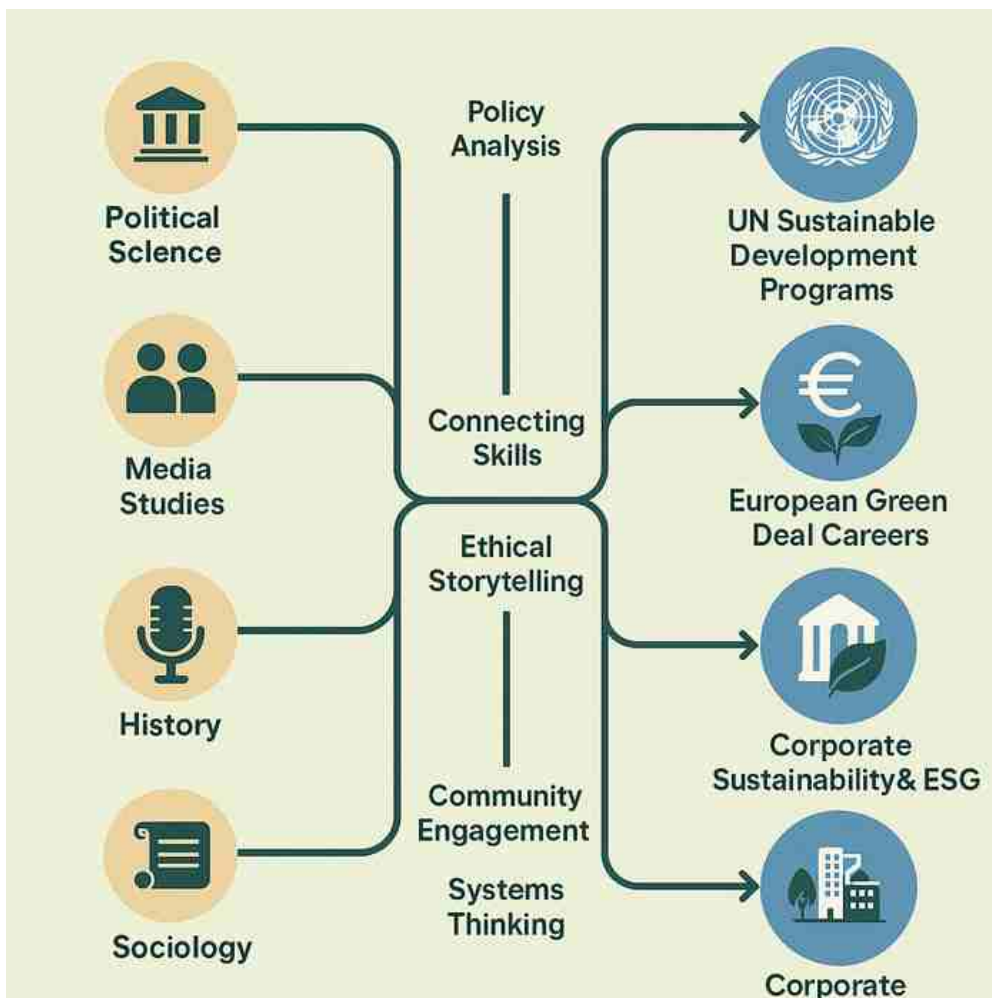 Political
Sclence
Media
Studies
History
Sociology
Policy
Analysis
Connecting
Skills
Ethical
Storytelling
Community
Engagement
Systems
Thinking
UN Sustainable
Development
Programs
European Green
Deal Careers
Corporate
Sustainability& ESG
Corporate